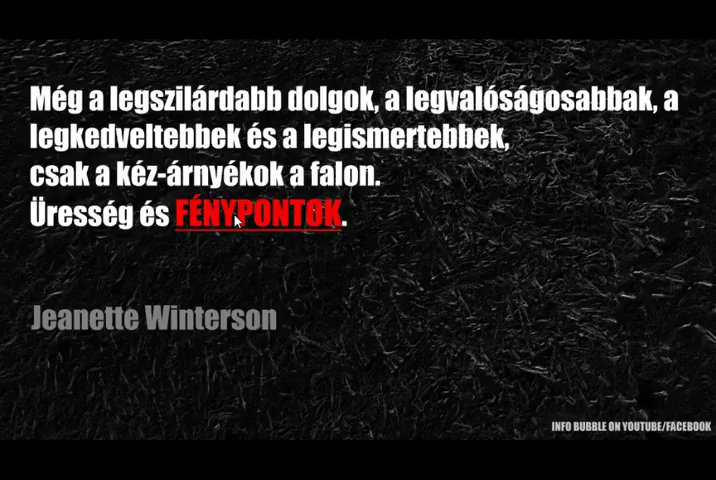 Még a legszilárdabb dolgok, a legvalóságosabbak, a
legkedveltebbek és a legismertebbek,
csak a kéz-árnyékok a falon.
Üresség és FÉNYPONTOK.
Jeanette Winterson
INFO BUBBLE ON YOUTUBE/FACEBOOK